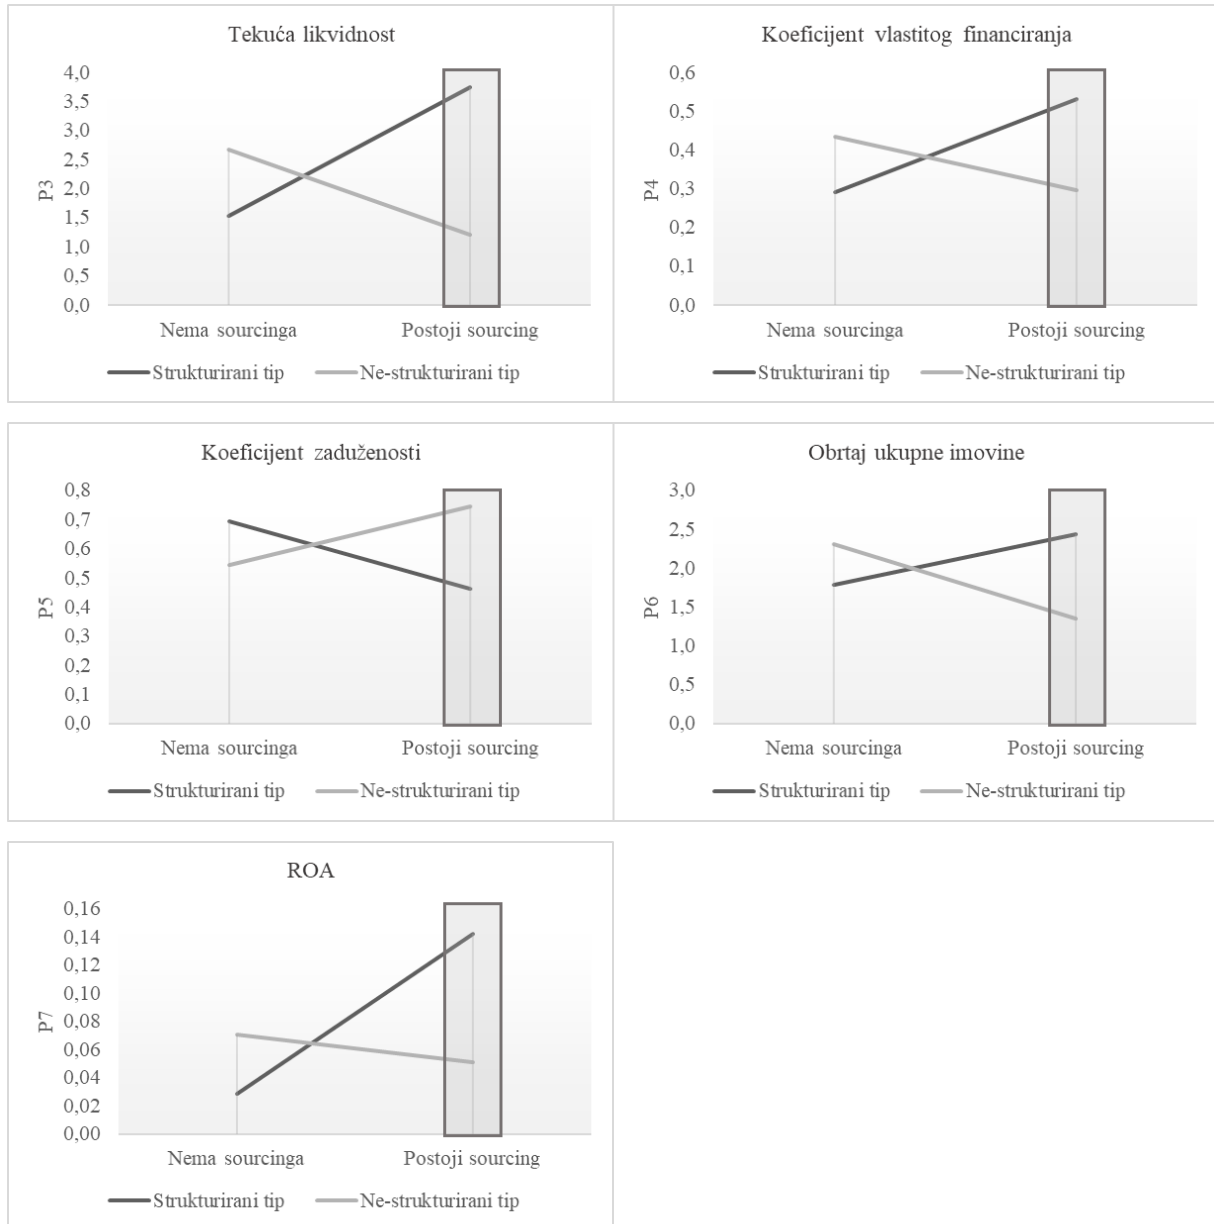 Tekuća likvidnost
4,0
3,5
3,0
2,5
2,0
1,5
1,0
0,5
0,0
P3
Nema sourcinga Postoji sourcing
Strukturirani tip Ne-strukturirani tip
Koeficijent vlastitog financiranja
0,6
0,5
0,4
0,3
0,2
0,1
0,0
P4
Nema sourcinga Postoji sourcing
Strukturirani tip Ne-strukturirani tip
Koeficijent zaduženosti
0,8
0,7
0,6
0,5
0,4
0,3
0,2
0,1
0,0
P5
Nema sourcinga Postoji sourcing
Strukturirani tip Ne-strukturirani tip
Obrtaj ukupne imovine
3,0
2,5
2,0
1,5
1,0
0,5
0,0
P6
Nema sourcinga Postoji sourcing
Strukturirani tip Ne-strukturirani tip
ROA
0,16
0,14
0,12
0,10
0,08
0,06
0,04
0,02
0,00
P7
Nema sourcinga Postoji sourcing
Strukturirani tip Ne-strukturirani tip